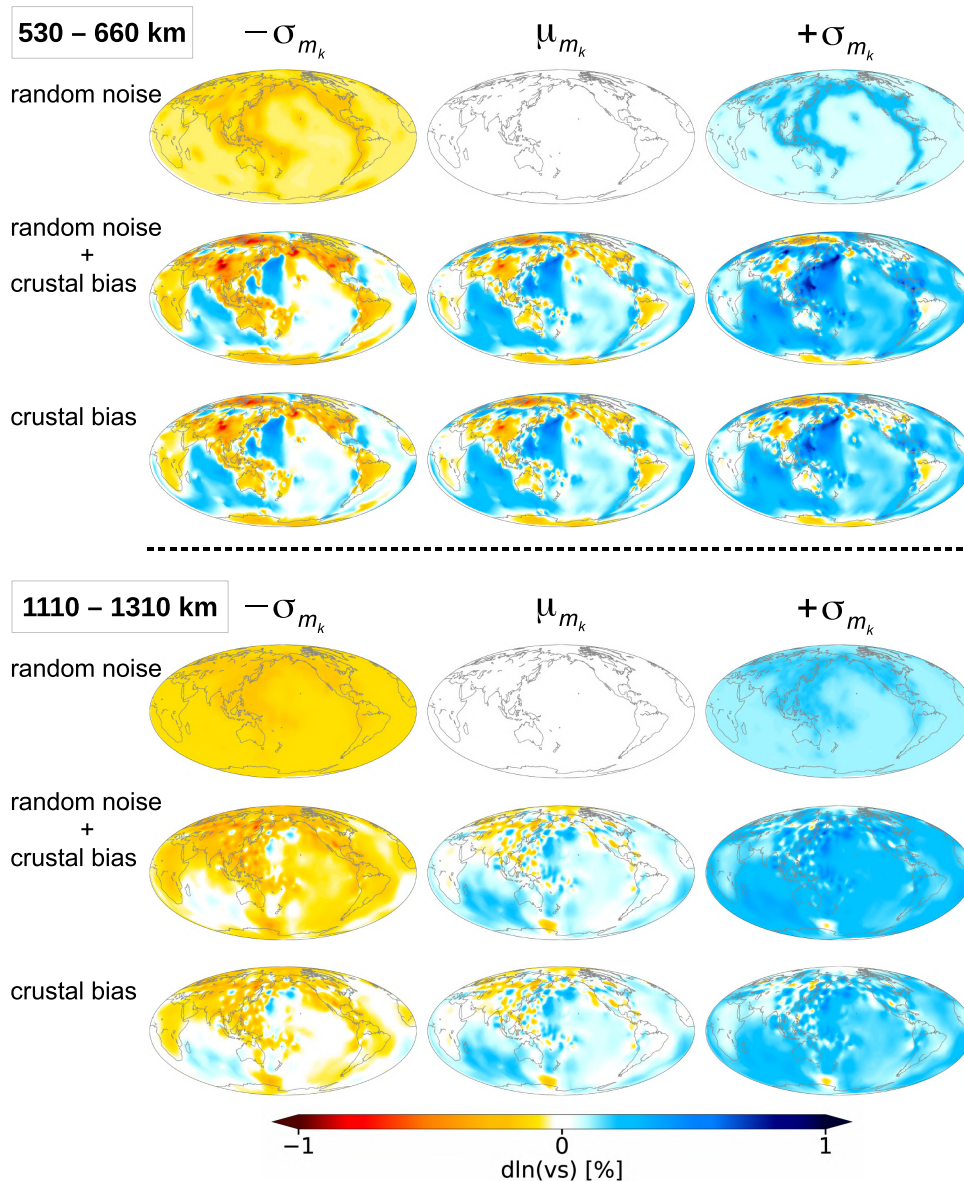 530 – 660 km
−σ_{m_k} μ_{m_k} +σ_{m_k}
random noise
random noise
+
crustal bias
crustal bias
1110 – 1310 km
−σ_{m_k} μ_{m_k} +σ_{m_k}
random noise
random noise
+
crustal bias
crustal bias
−1 0 1
dln(vs) [%]